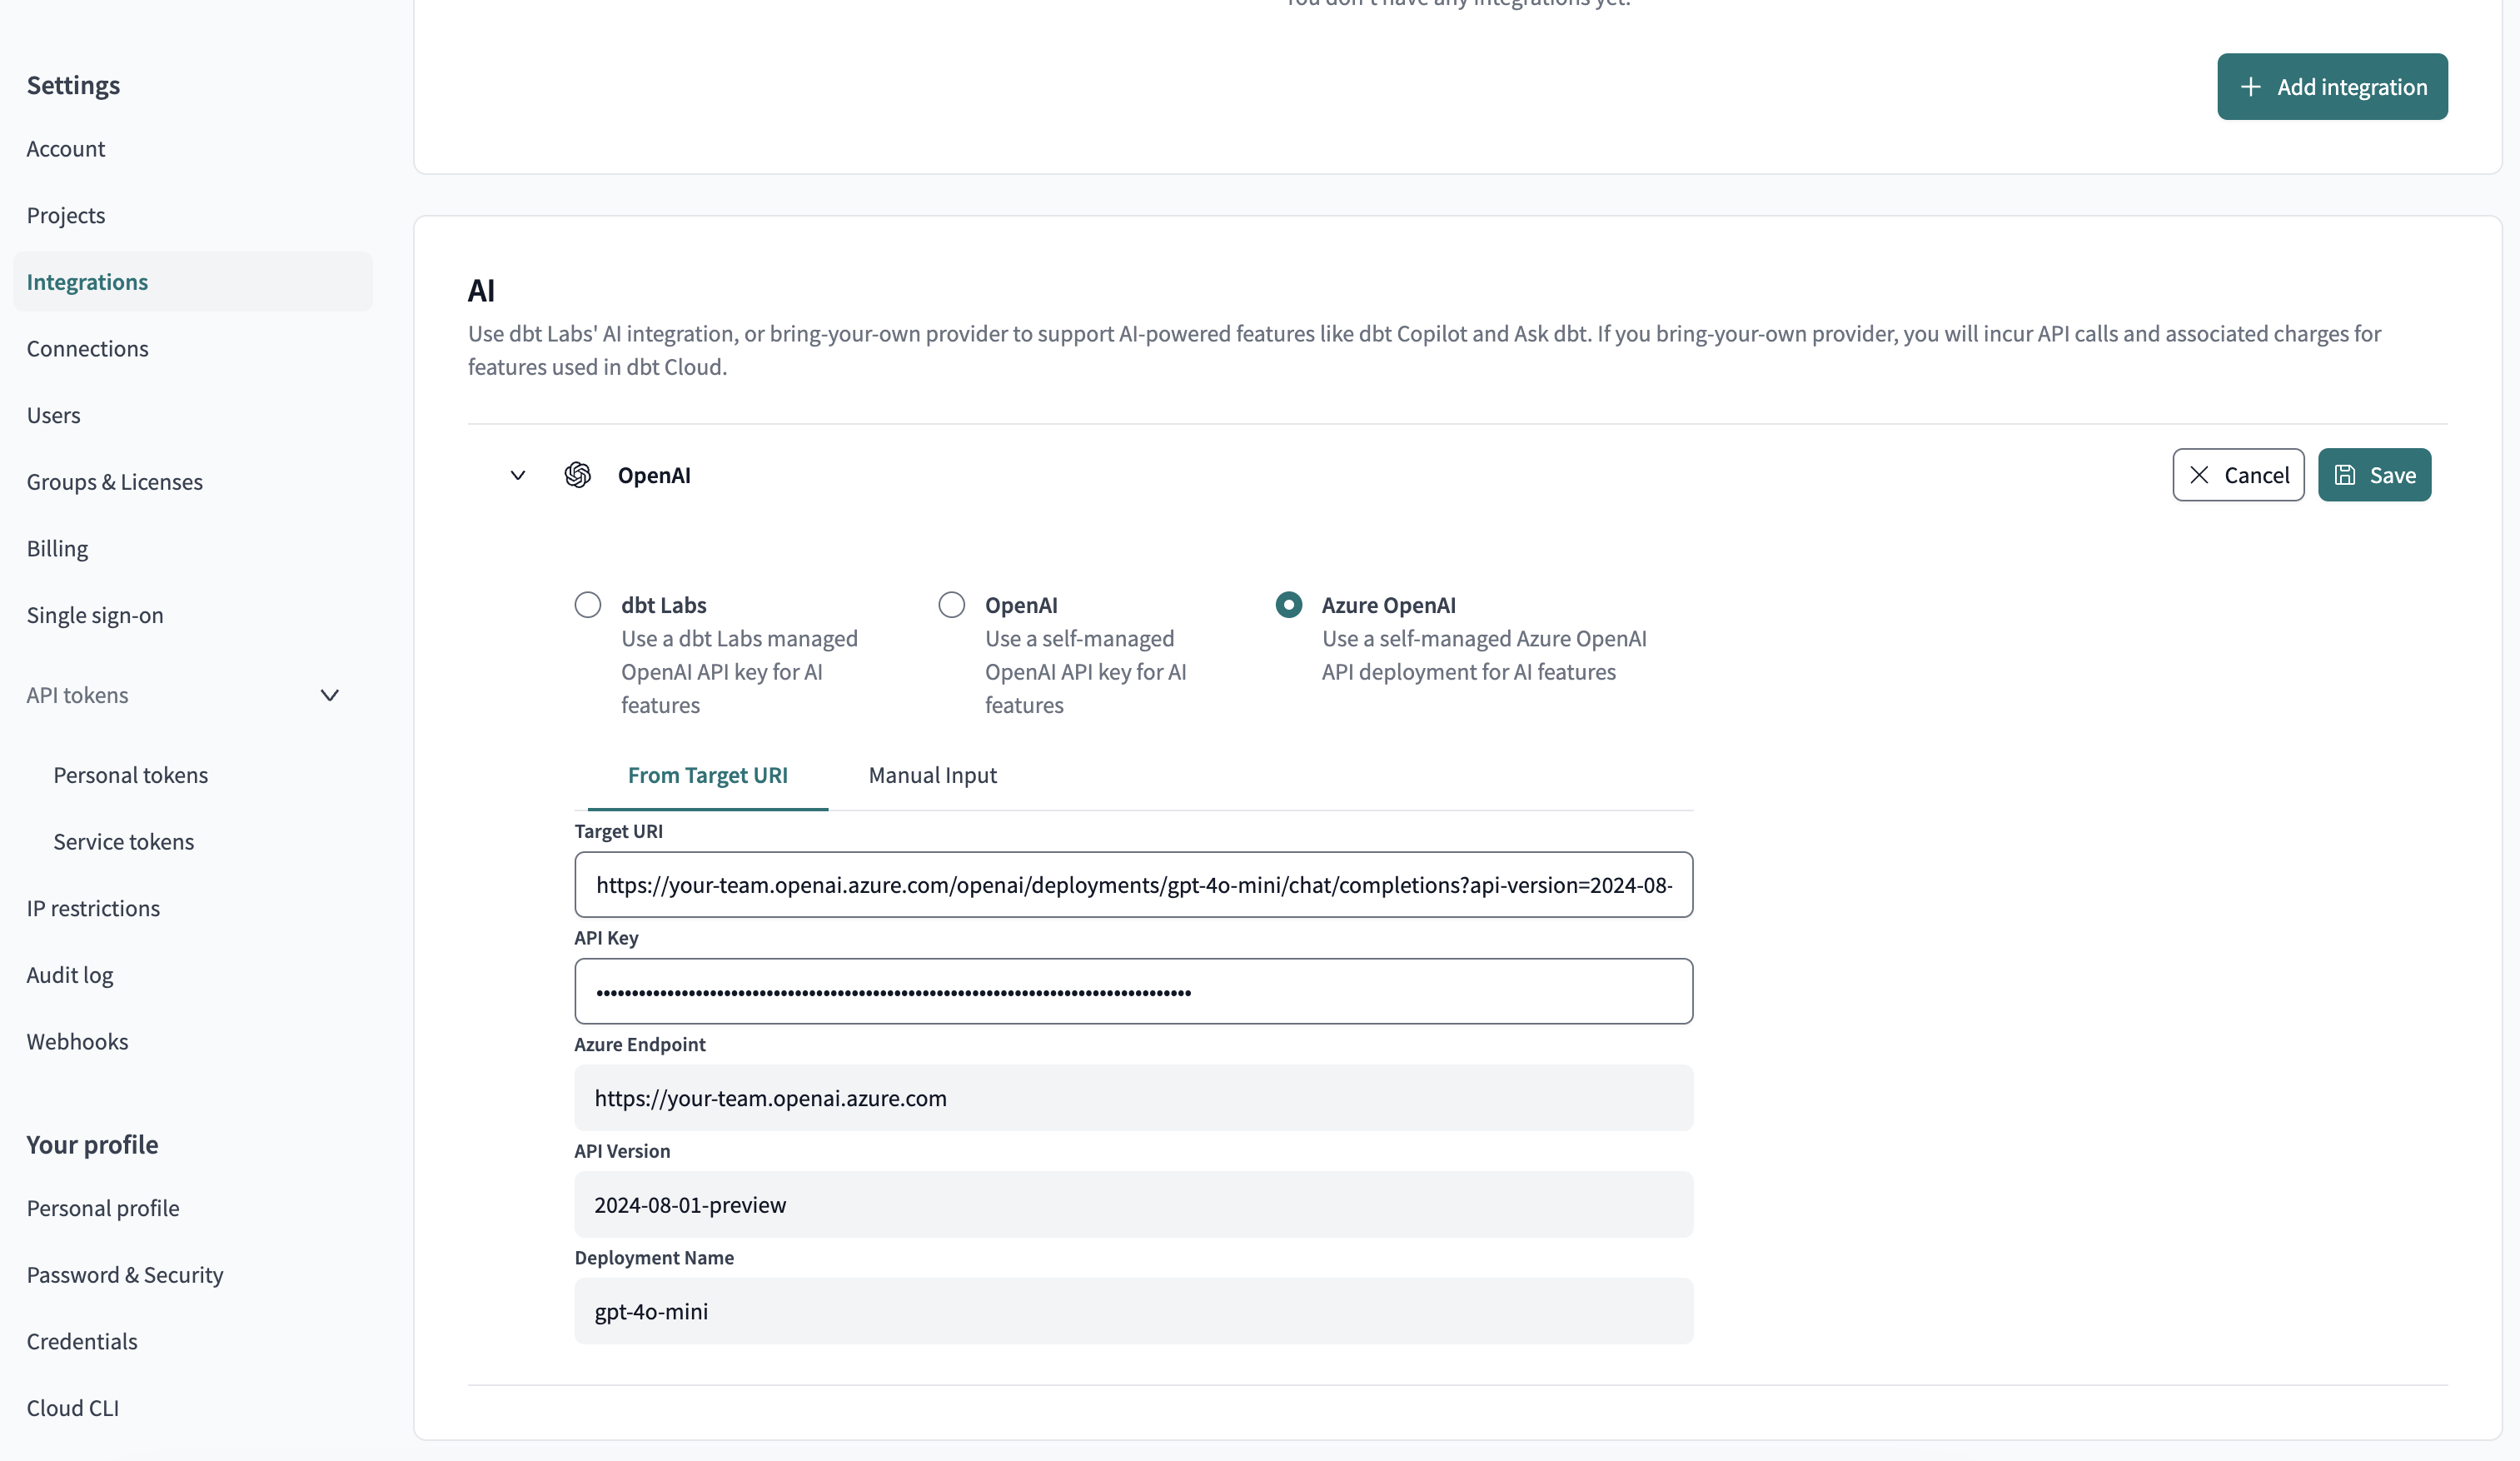 You don't have any integrations yet.
Settings
Account
Projects
Integrations
Connections
Users
Groups & Licenses
Billing
Single sign-on
API tokens
Personal tokens
Service tokens
IP restrictions
Audit log
Webhooks
Your profile
Personal profile
Password & Security
Credentials
Cloud CLI
Add integration
AI
Use dbt Labs' AI integration, or bring-your-own provider to support AI-powered features like dbt Copilot and Ask dbt. If you bring-your-own provider, you will incur API calls and associated charges for
features used in dbt Cloud.
OpenAI
Cancel
Save
dbt Labs
Use a dbt Labs managed
OpenAI API key for AI
features
OpenAI
Use a self-managed
OpenAI API key for AI
features
Azure OpenAI
Use a self-managed Azure OpenAI
API deployment for AI features
From Target URI
Manual Input
Target URI
https://your-team.openai.azure.com/openai/deployments/gpt-4o-mini/chat/completions?api-version=2024-08-
API Key
Azure Endpoint
https://your-team.openai.azure.com
API Version
2024-08-01-preview
Deployment Name
gpt-4o-mini